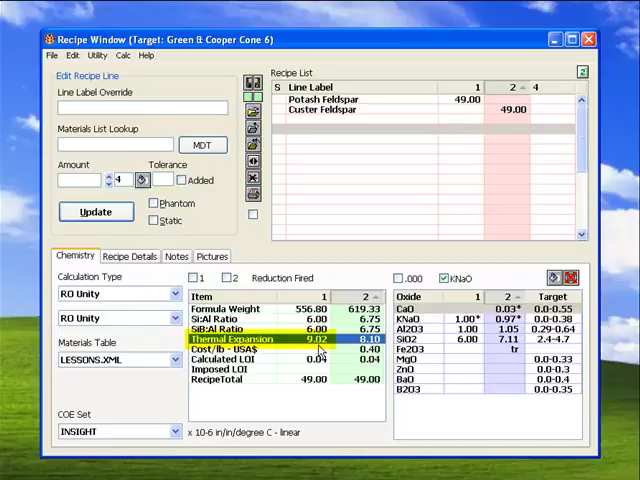 Recipe Window (Target: Green & Cooper Cone 6)
File Edit Utility Calc Help
Edit Recipe Line
Line Label Override
Materials List Lookup
MDT
Amount Tolerance
4 Added
Update
Phantom
Static
Recipe List
S Line Label 1 2 4
Potash Feldspar 49.00
Custer Feldspar 49.00
Chemistry Recipe Details Notes Pictures
Calculation Type
RO Unity
RO Unity
Materials Table
LESSONS.XML
COE Set
INSIGHT
1 2 Reduction Fired
Item 1 2
Formula Weight 556.80 619.33
Si:Al Ratio 6.00 6.75
SiB:Al Ratio 6.00 6.75
Thermal Expansion 9.02 8.10
Cost/lb - USA$ 0.40
Calculated LOI 0.04 0.04
Imposed LOI
RecipeTotal 49.00 49.00
x 10-6 in/in/degree C - linear
.000 KNaO
Oxide 1 2 Target
CaO 0.03* 0.0-0.55
KNaO 1.00* 0.97* 0.0-0.3
Al2O3 1.00 1.05 0.29-0.64
SiO2 6.00 7.11 2.4-4.7
Fe2O3 tr
MgO 0.0-0.33
ZnO 0.0-0.3
BaO 0.0-0.4
B2O3 0.0-0.35